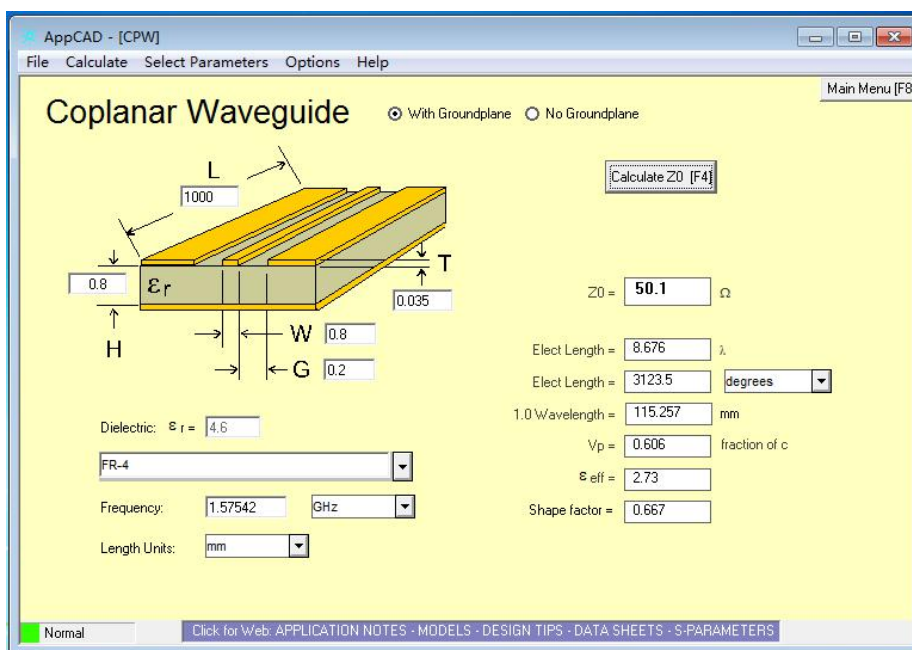 AppCAD - [CPW]
File Calculate Select Parameters Options Help
Main Menu [F8
Coplanar Waveguide
With Groundplane No Groundplane
L
1000
Calculate Z0 [F4]
0.8
εr
T
0.035
H
W 0.8
G 0.2
Z0 = 50.1 Ω
Elect Length = 8.676 λ
Elect Length = 3123.5 degrees
1.0 Wavelength = 115.257 mm
Vp = 0.606 fraction of c
ε eff = 2.73
Shape factor = 0.667
Dielectric: ε r = 4.6
FR-4
Frequency: 1.57542 GHz
Length Units: mm
Normal
Click for Web: APPLICATION NOTES - MODELS - DESIGN TIPS - DATA SHEETS - S-PARAMETERS